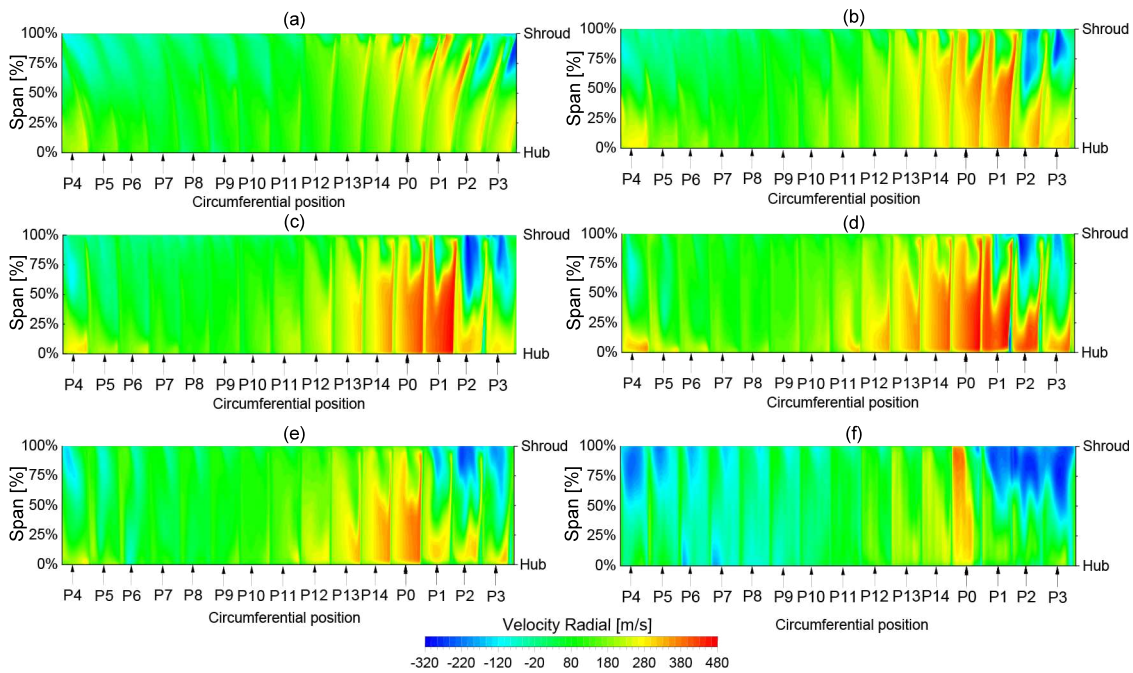 (a)
100% Shroud
75%
50%
25%
0% Hub
Span [%]
P4 P5 P6 P7 P8 P9 P10 P11 P12 P13 P14 P0 P1 P2 P3
Circumferential position
(b)
100% Shroud
75%
50%
25%
0% Hub
Span [%]
P4 P5 P6 P7 P8 P9 P10 P11 P12 P13 P14 P0 P1 P2 P3
Circumferential position
(c)
100% Shroud
75%
50%
25%
0% Hub
Span [%]
P4 P5 P6 P7 P8 P9 P10 P11 P12 P13 P14 P0 P1 P2 P3
Circumferential position
(d)
100% Shroud
75%
50%
25%
0% Hub
Span [%]
P4 P5 P6 P7 P8 P9 P10 P11 P12 P13 P14 P0 P1 P2 P3
Circumferential position
(e)
100% Shroud
75%
50%
25%
0% Hub
Span [%]
P4 P5 P6 P7 P8 P9 P10 P11 P12 P13 P14 P0 P1 P2 P3
Circumferential position
(f)
100% Shroud
75%
50%
25%
0% Hub
Span [%]
P4 P5 P6 P7 P8 P9 P10 P11 P12 P13 P14 P0 P1 P2 P3
Circumferential position
Velocity Radial [m/s]
-320 -220 -120 -20 80 180 280 380 480